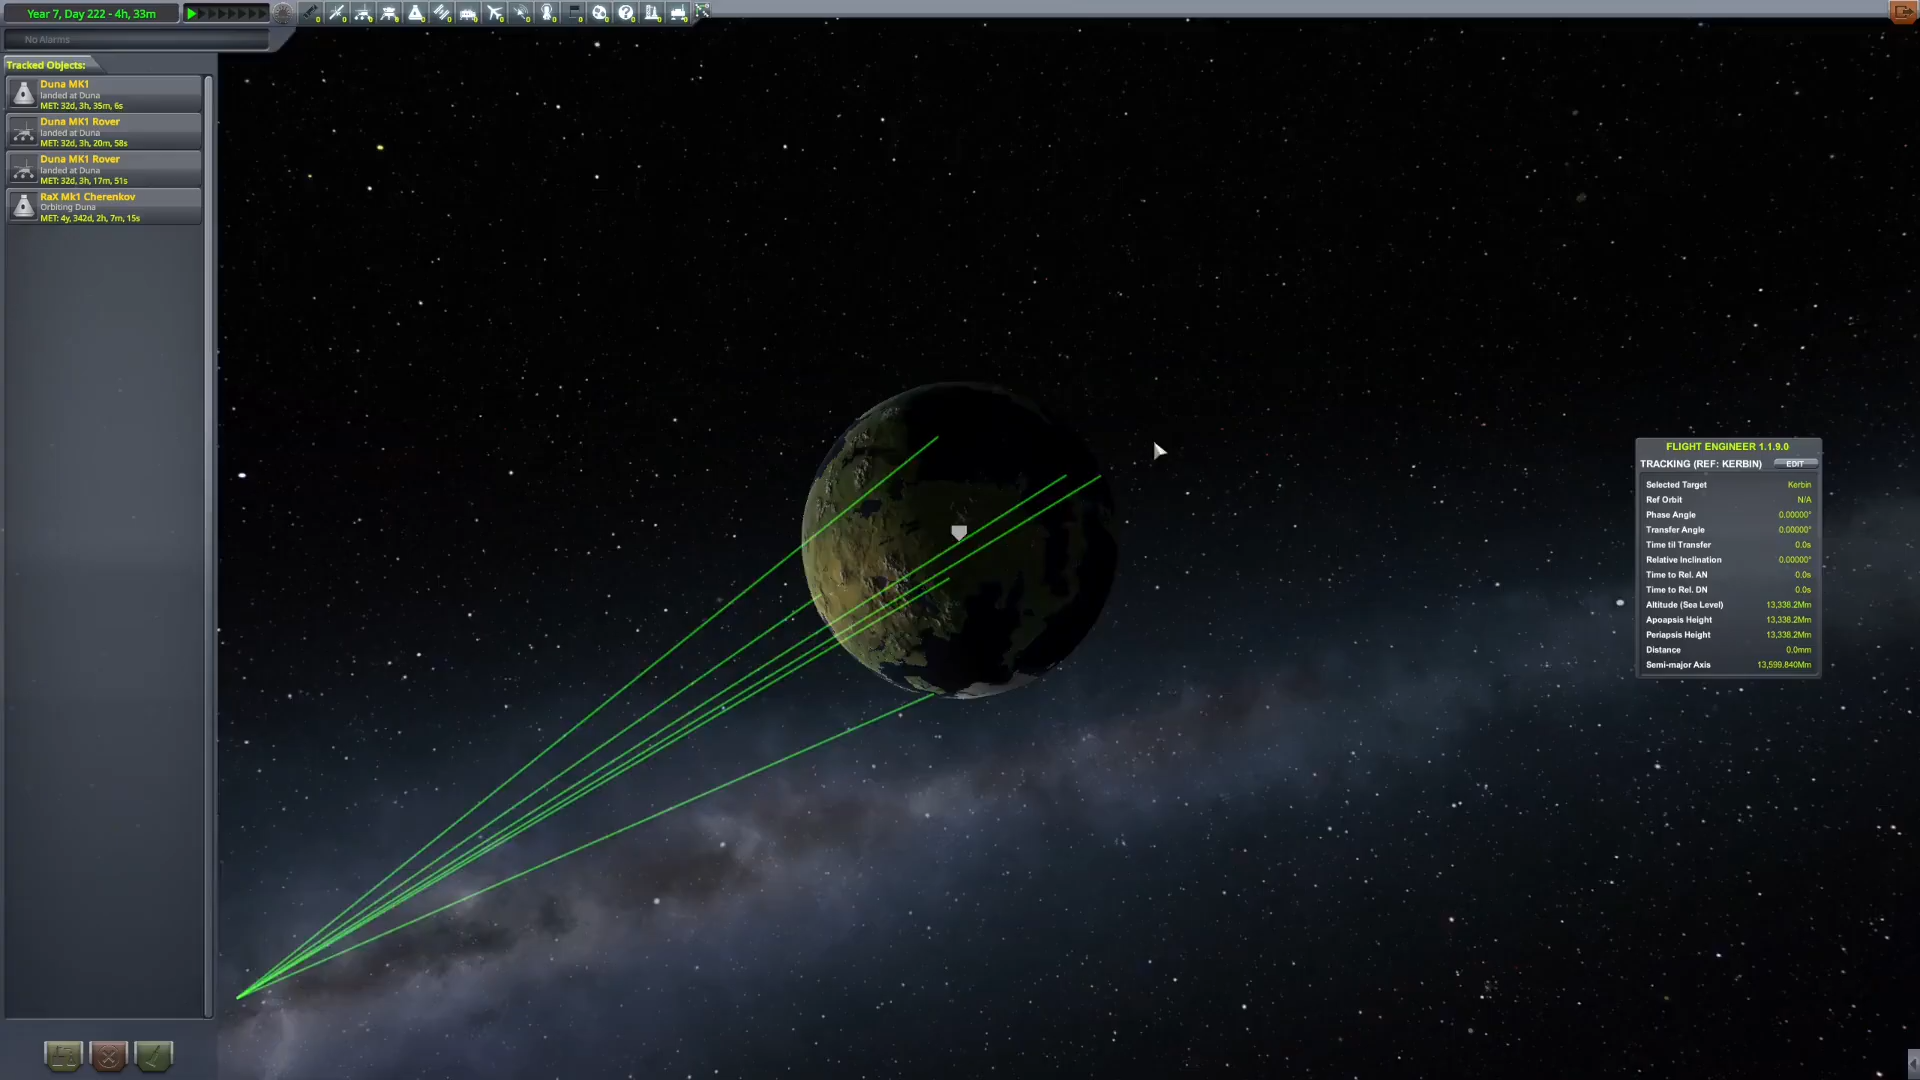 Year 7, Day 222 - 4h, 33m
No Alarms
Tracked Objects:
Duna MK1
landed at Duna
MET: 32d, 3h, 35m, 6s
Duna MK1 Rover
landed at Duna
MET: 32d, 3h, 20m, 58s
Duna MK1 Rover
landed at Duna
MET: 32d, 3h, 17m, 51s
RaX Mk1 Cherenkov
Orbiting Duna
MET: 4y, 342d, 2h, 7m, 15s
FLIGHT ENGINEER 1.1.9.0
TRACKING (REF: KERBIN) EDIT
Selected Target Kerbin
Ref Orbit N/A
Phase Angle 0.00000°
Transfer Angle 0.00000°
Time til Transfer 0.0s
Relative Inclination 0.00000°
Time to Rel. AN 0.0s
Time to Rel. DN 0.0s
Altitude (Sea Level) 13,338.2Mm
Apoapsis Height 13,338.2Mm
Periapsis Height 13,338.2Mm
Distance 0.0mm
Semi-major Axis 13,599.840Mm